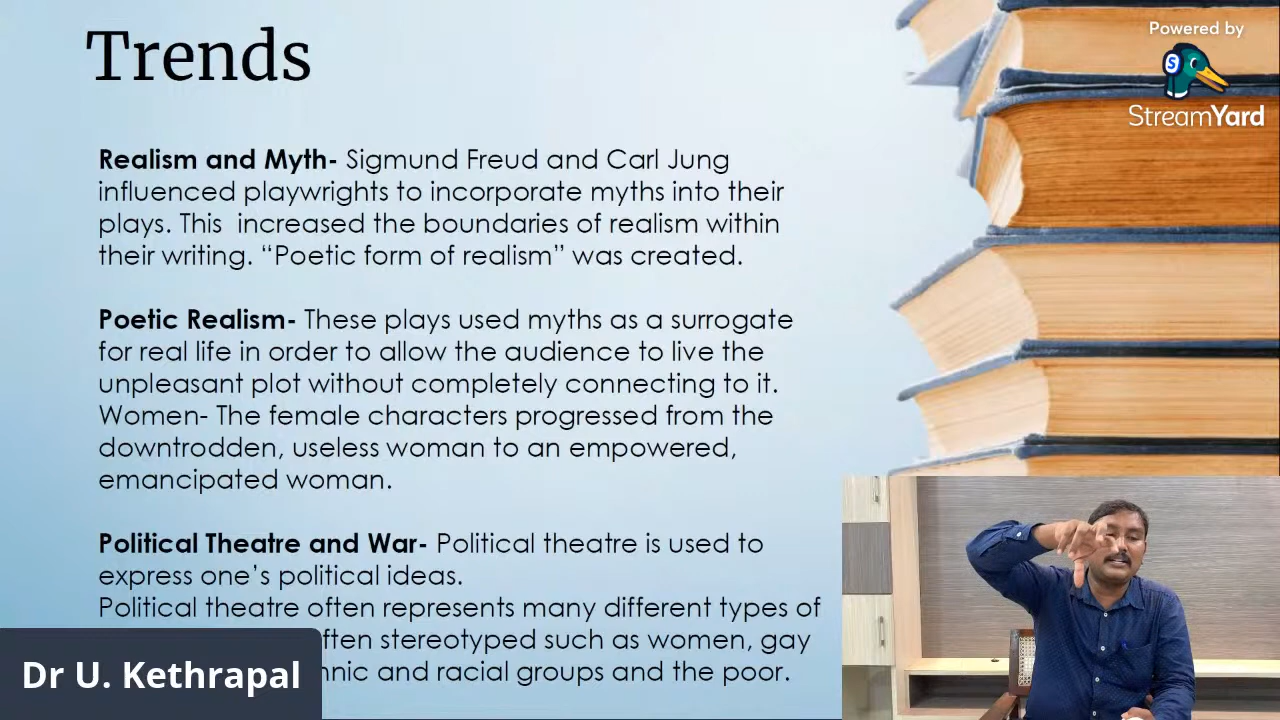 Trends
Powered by
StreamYard
Realism and Myth- Sigmund Freud and Carl Jung
influenced playwrights to incorporate myths into their
plays. This  increased the boundaries of realism within
their writing. “Poetic form of realism” was created.
Poetic Realism- These plays used myths as a surrogate
for real life in order to allow the audience to live the
unpleasant plot without completely connecting to it.
Women- The female characters progressed from the
downtrodden, useless woman to an empowered,
emancipated woman.
Political Theatre and War- Political theatre is used to
express one’s political ideas.
Political theatre often represents many different types of
stereotyped such as women, gay
and racial groups and the poor.
Dr U. Kethrapal